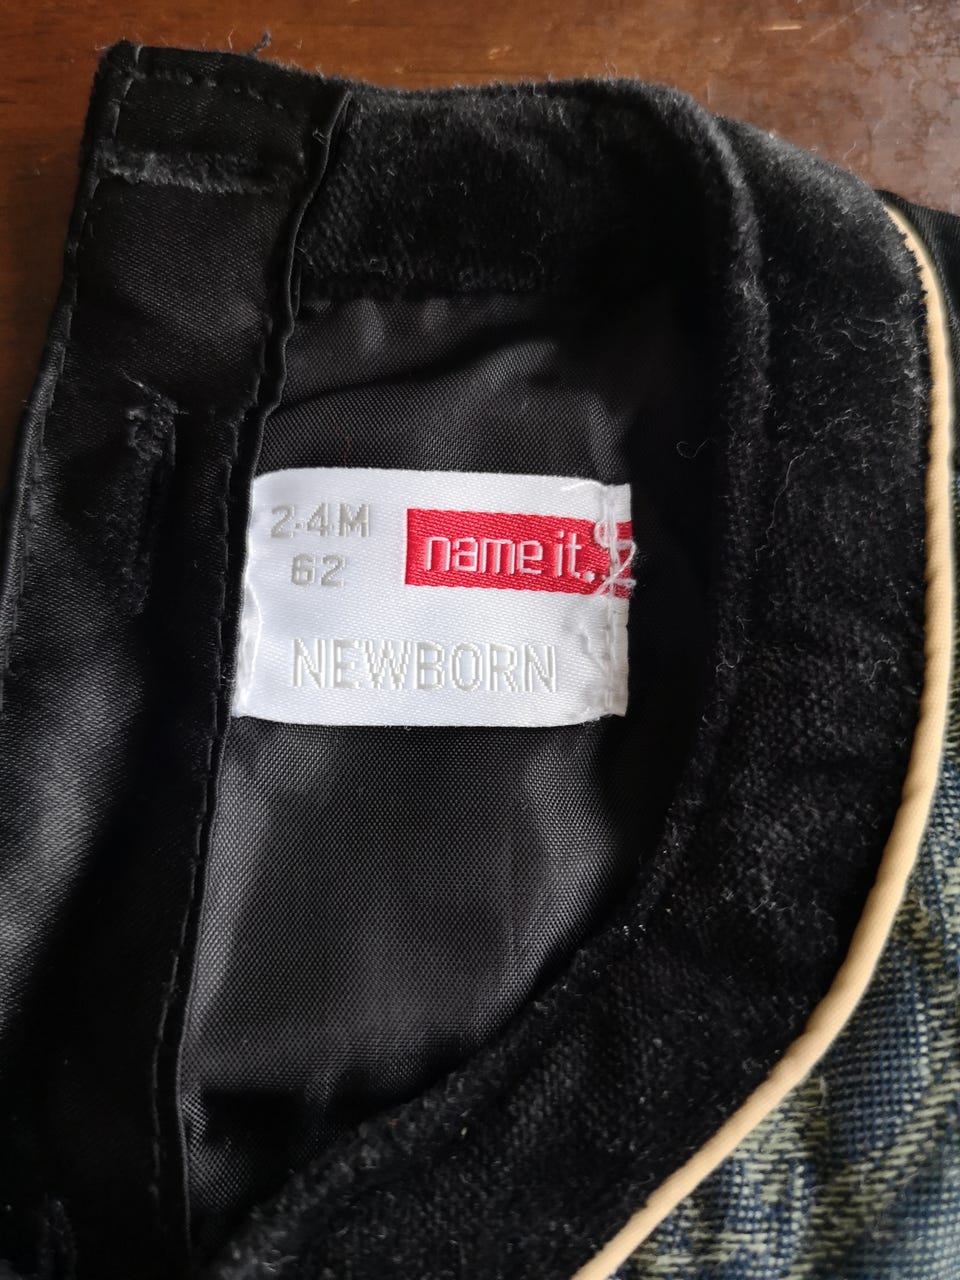 2-4M
62
name it.
NEWBORN